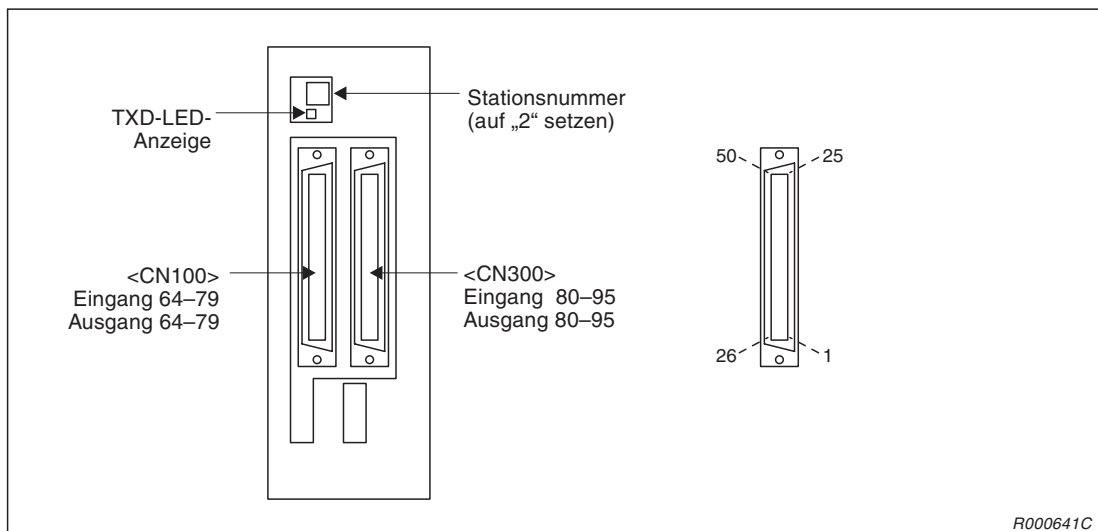 TXD-LED-
Anzeige
Stationsnummer
(auf „2“ setzen)
<CN100>
Eingang 64–79
Ausgang 64–79
<CN300>
Eingang 80–95
Ausgang 80–95
50
25
26
1
R000641C